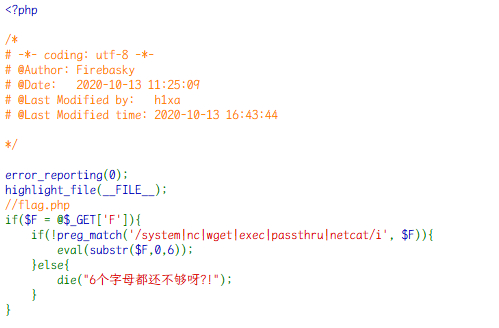 <?php
/*
# -*- coding: utf-8 -*-
# @Author: Firebasky
# @Date:   2020-10-13 11:25:09
# @Last Modified by:   h1xa
# @Last Modified time: 2020-10-13 16:43:44
*/
error_reporting(0);
highlight_file(__FILE__);
//flag.php
if($F = @$_GET['F']){
    if(!preg_match('/system|nc|wget|exec|passthru|netcat/i', $F)){
        eval(substr($F,0,6));
    }else{
        die("6个字母都还不够呀?!");
    }
}